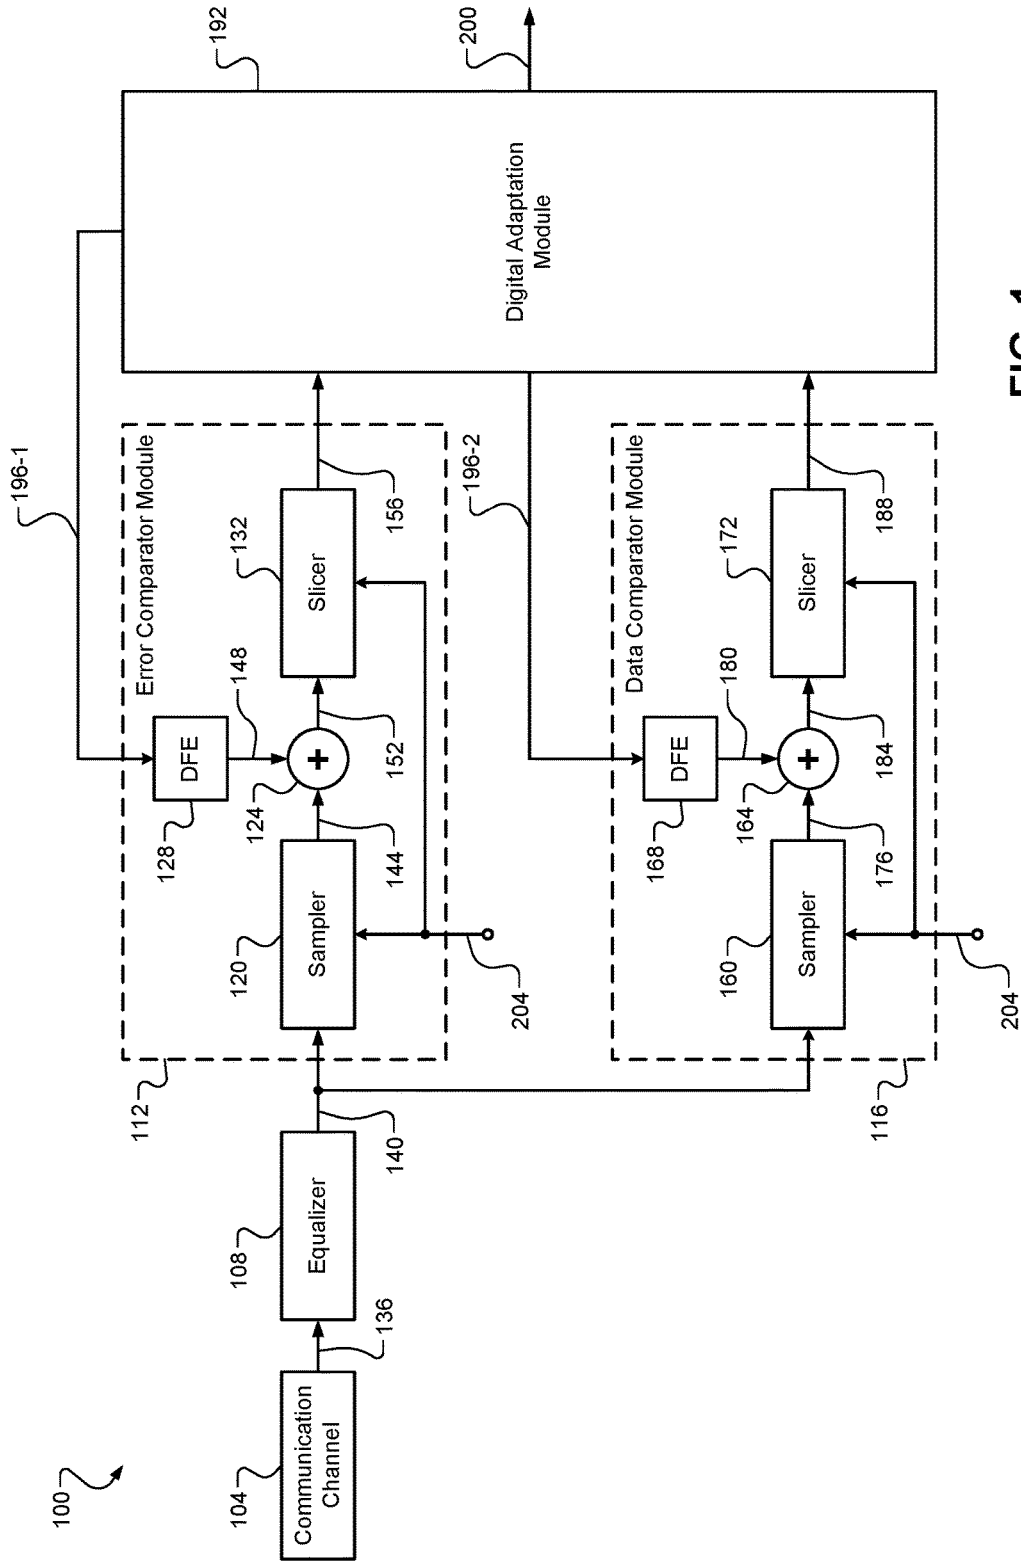 100
196-1
112
Error Comparator Module
192
128
DFE
148
104
108
120
124
132
Communication
Channel
Equalizer
Sampler
+
Slicer
136
140
144
152
156
204
196-2
Digital Adaptation
Module
200
Data Comparator Module
168
DFE
180
160
164
172
Sampler
+
Slicer
116
176
184
188
204
FIG. 1